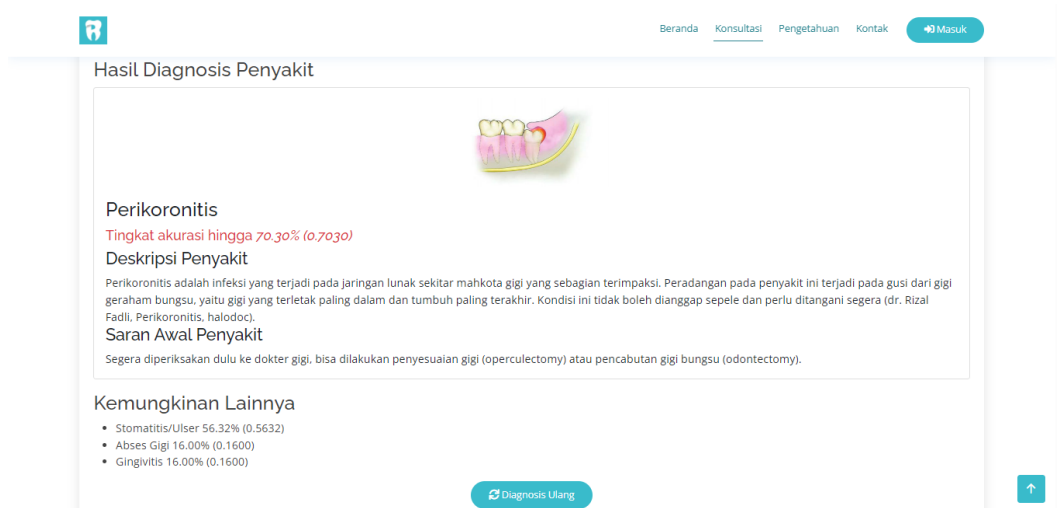 Beranda Konsultasi Pengetahuan Kontak Masuk
Hasil Diagnosis Penyakit
Perikoronitis
Tingkat akurasi hingga 70.30% (0.7030)
Deskripsi Penyakit
Perikoronitis adalah infeksi yang terjadi pada jaringan lunak sekitar mahkota gigi yang sebagian terimpaksi. Peradangan pada penyakit ini terjadi pada gusi dari gigi
geraham bungsu, yaitu gigi yang terletak paling dalam dan tumbuh paling terakhir. Kondisi ini tidak boleh dianggap sepele dan perlu ditangani segera (dr. Rizal
Fadli, Perikoronitis, halodoc).
Saran Awal Penyakit
Segera diperiksakan dulu ke dokter gigi, bisa dilakukan penyesuaian gigi (operculectomy) atau pencabutan gigi bungsu (odontectomy).
Kemungkinan Lainnya
• Stomatitis/Ulser 56.32% (0.5632)
• Abses Gigi 16.00% (0.1600)
• Gingivitis 16.00% (0.1600)
Diagnosis Ulang